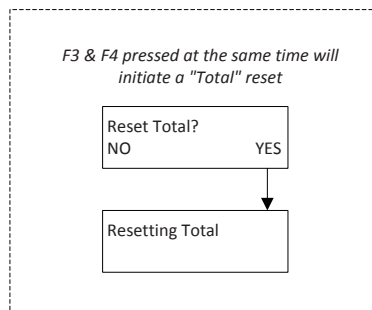 F3 & F4 pressed at the same time will
initiate a "Total" reset
Reset Total?
NO YES
Resetting Total